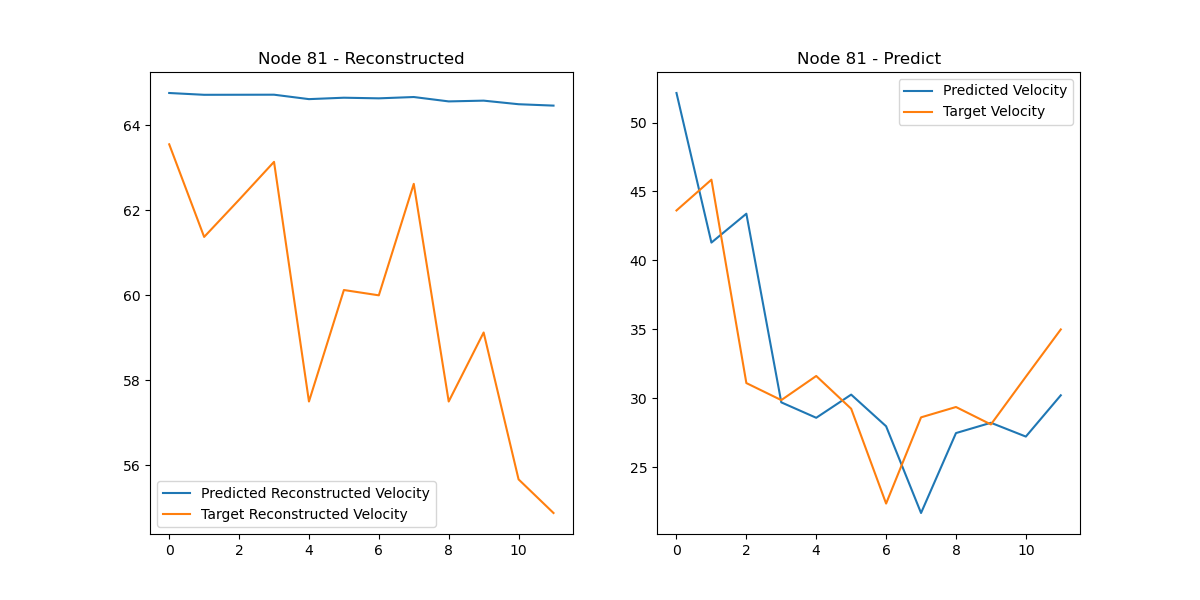 Node 81 - Reconstructed
64
62
60
58
56
Predicted Reconstructed Velocity
Target Reconstructed Velocity
0 2 4 6 8 10
Node 81 - Predict
Predicted Velocity
Target Velocity
50
45
40
35
30
25
0 2 4 6 8 10